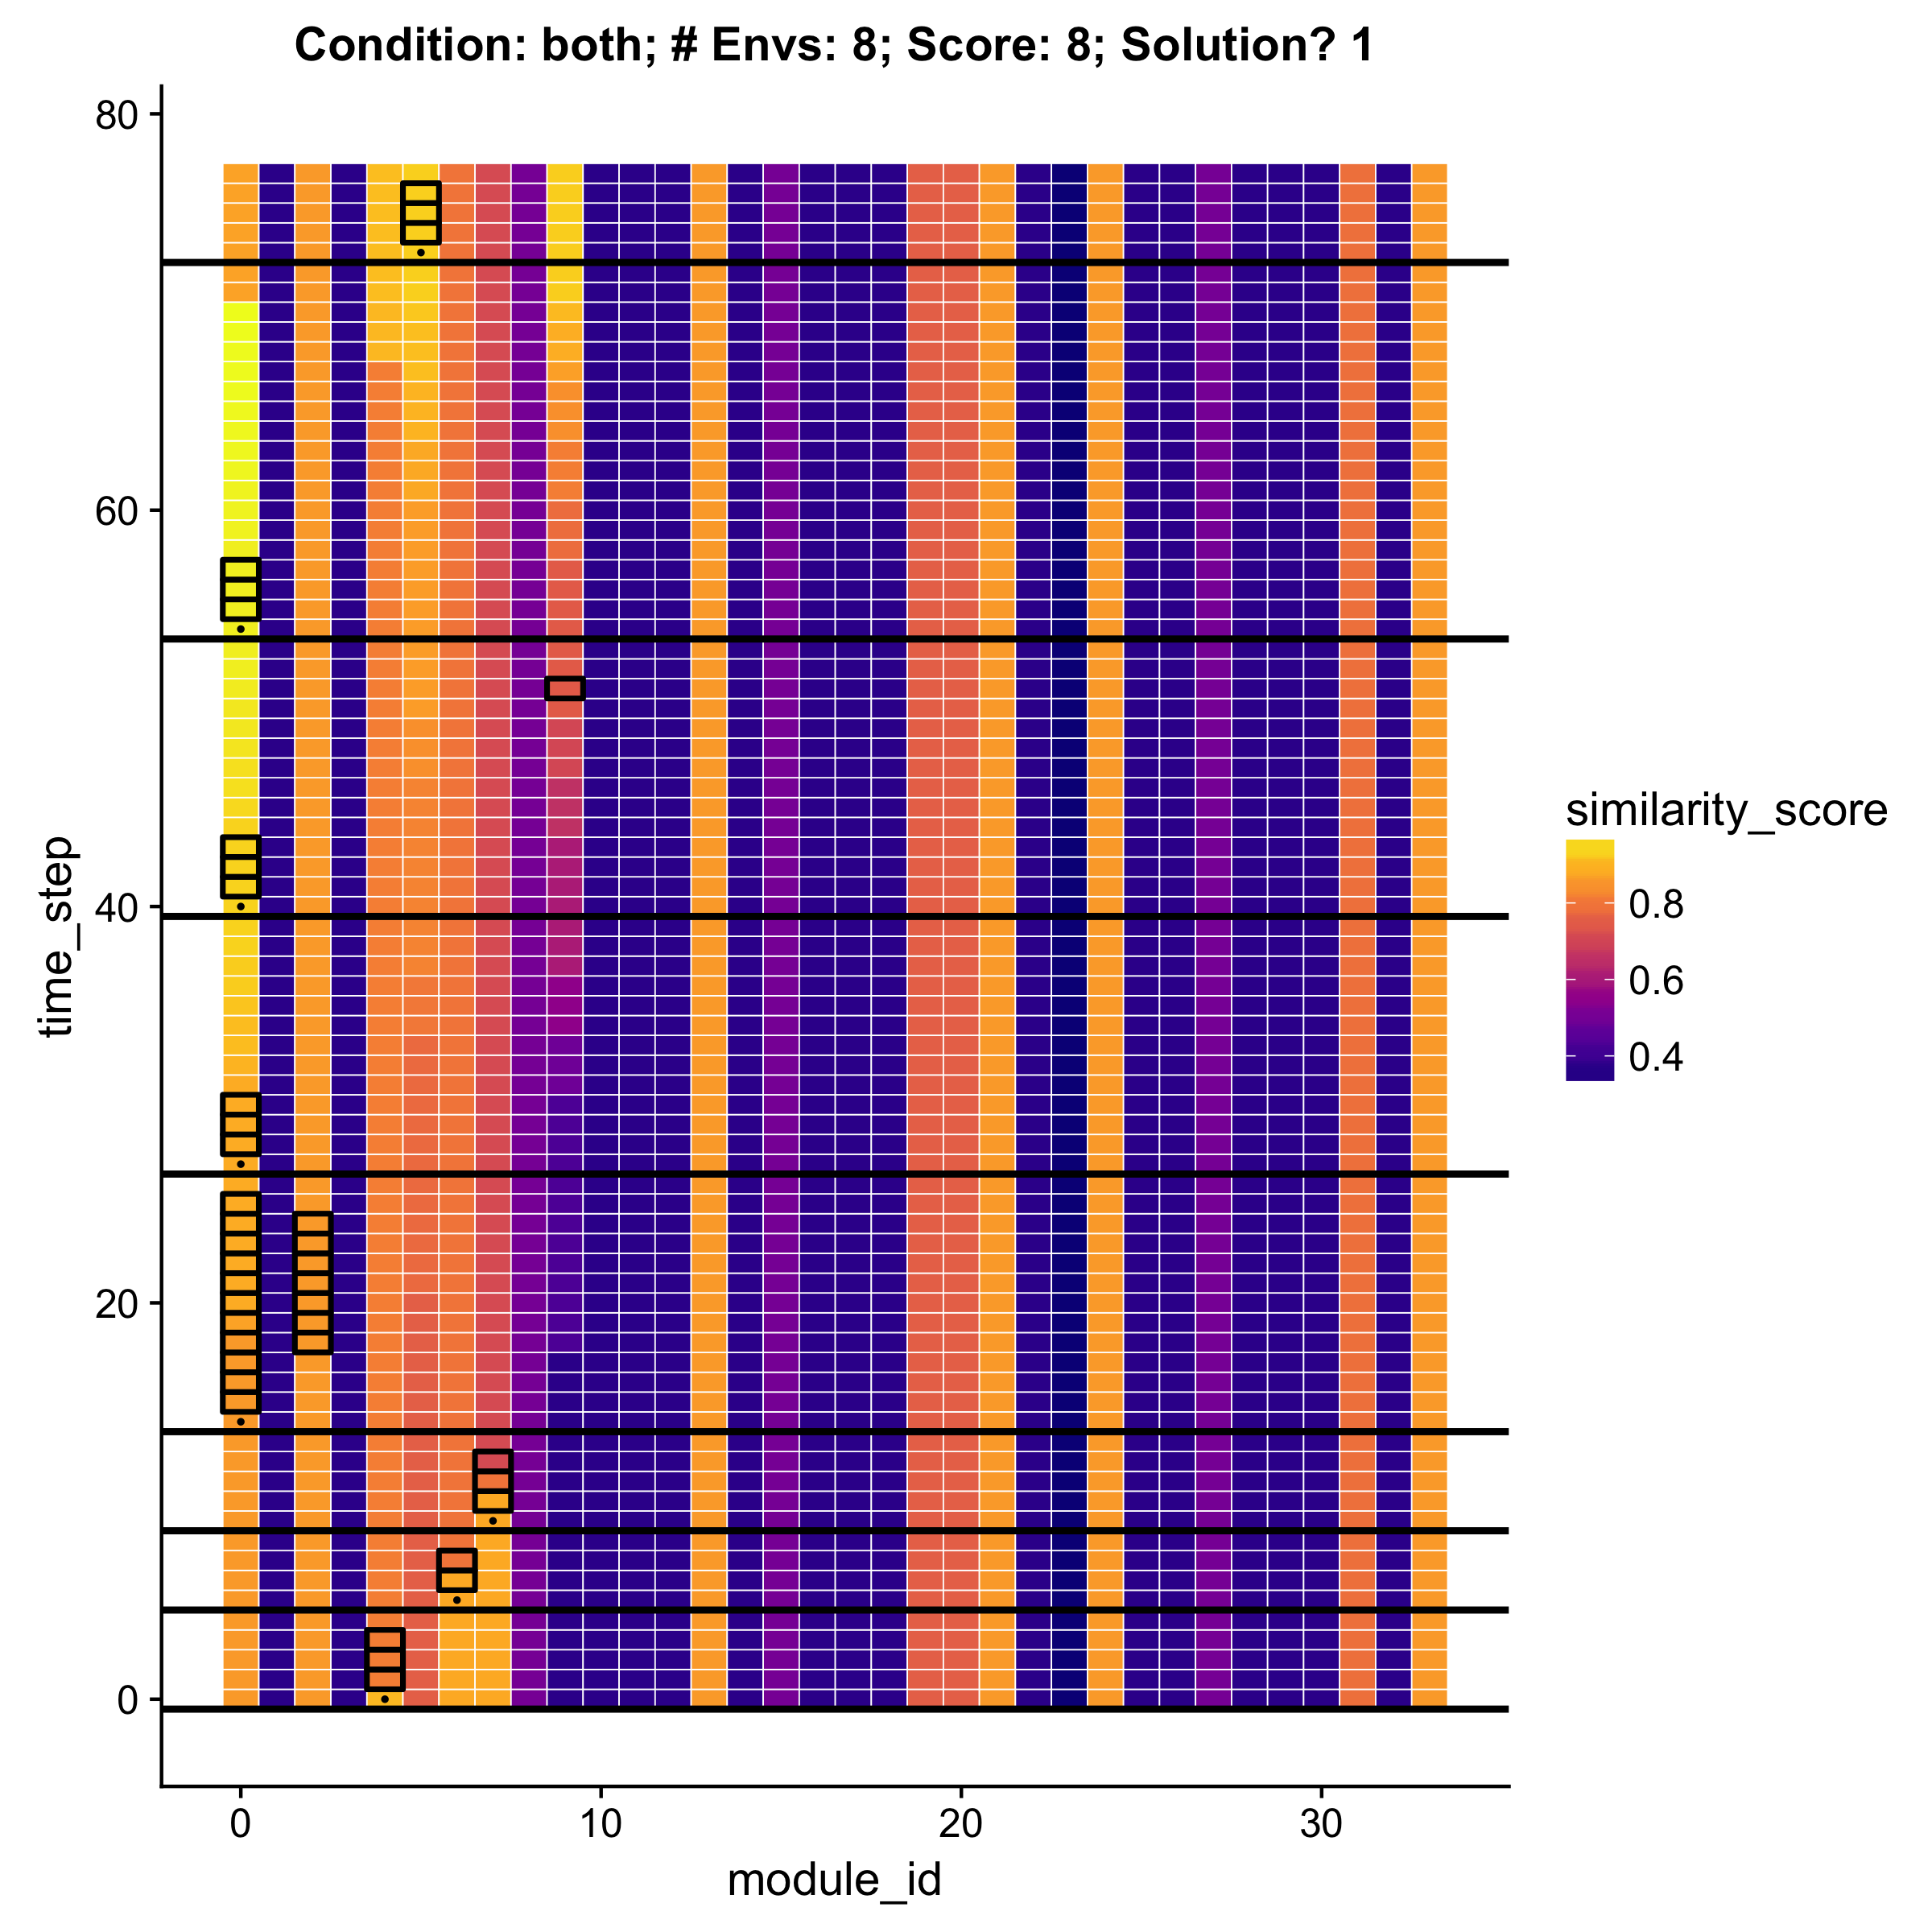 Condition: both; # Envs: 8; Score: 8; Solution? 1
80
60
40
20
0
time_step
0 10 20 30
module_id
similarity_score
0.8
0.6
0.4